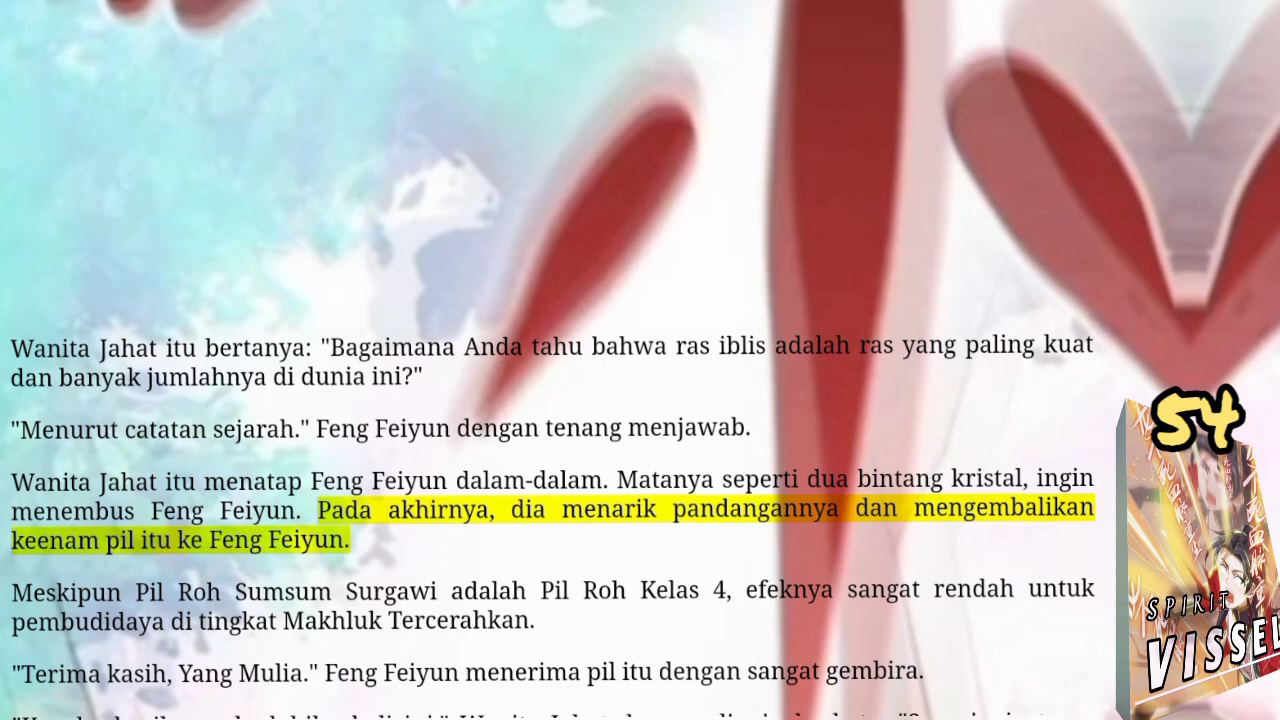 Wanita Jahat itu bertanya: "Bagaimana Anda tahu bahwa ras iblis adalah ras yang paling kuat
dan banyak jumlahnya di dunia ini?"
"Menurut catatan sejarah." Feng Feiyun dengan tenang menjawab.
Wanita Jahat itu menatap Feng Feiyun dalam-dalam. Matanya seperti dua bintang kristal, ingin
menembus Feng Feiyun. Pada akhirnya, dia menarik pandangannya dan mengembalikan
keenam pil itu ke Feng Feiyun.
Meskipun Pil Roh Sumsum Surgawi adalah Pil Roh Kelas 4, efeknya sangat rendah untuk
pembudidaya di tingkat Makhluk Tercerahkan.
"Terima kasih, Yang Mulia." Feng Feiyun menerima pil itu dengan sangat gembira.
54
SPIRIT
VISSEL